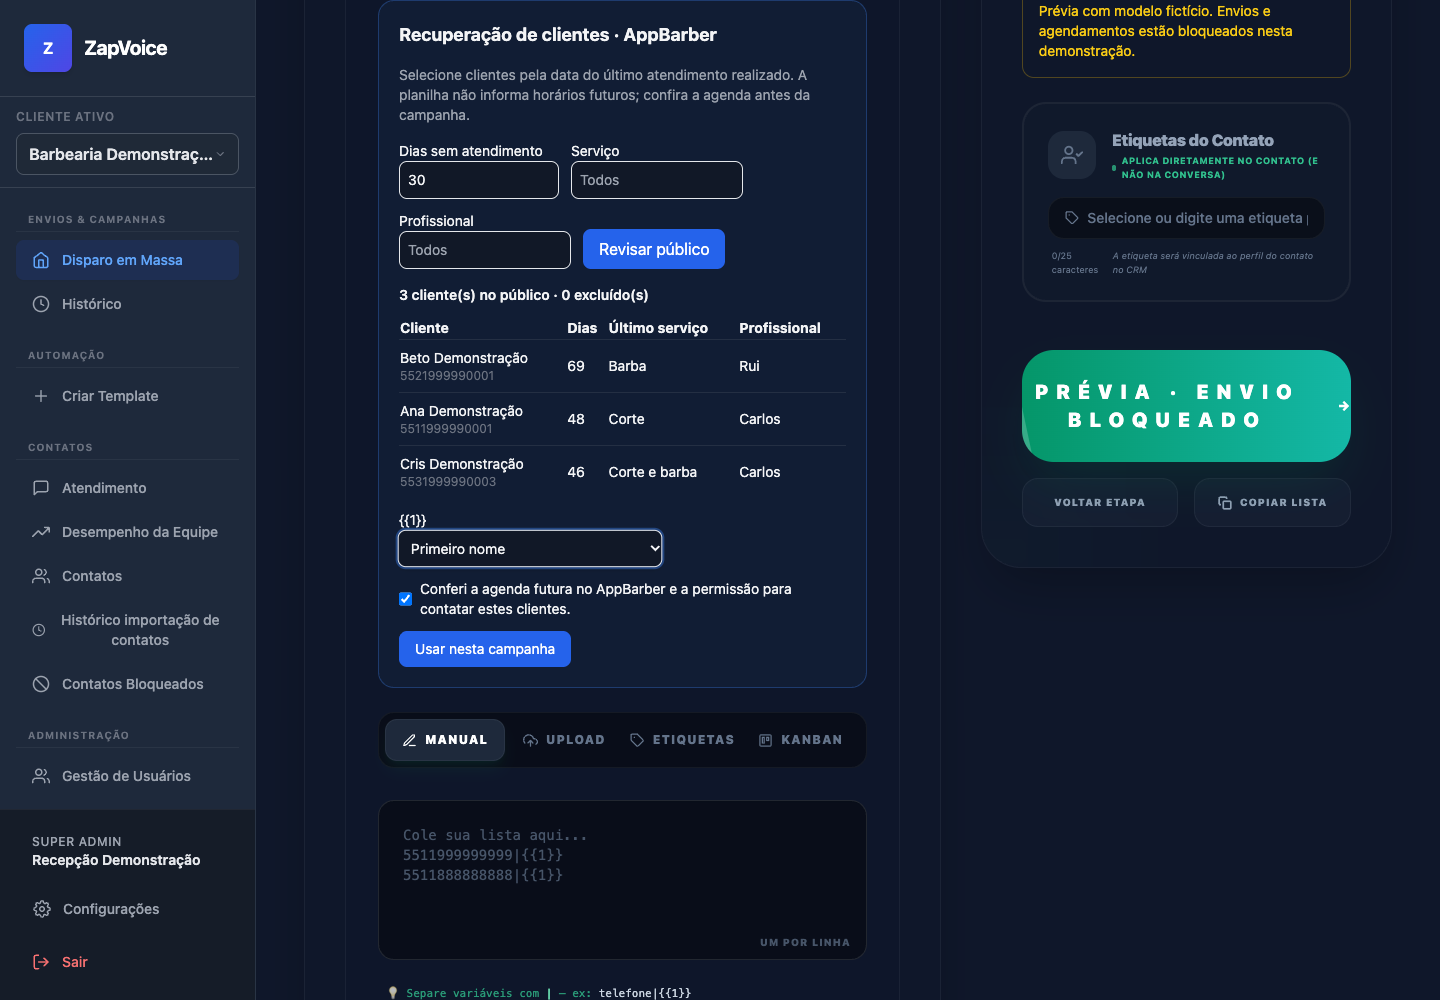 Z
ZapVoice
CLIENTE ATIVO
Barbearia Demonstraç...
ENVIOS & CAMPANHAS
Disparo em Massa
Histórico
AUTOMAÇÃO
Criar Template
CONTATOS
Atendimento
Desempenho da Equipe
Contatos
Histórico importação de
contatos
Contatos Bloqueados
ADMINISTRAÇÃO
Gestão de Usuários
SUPER ADMIN
Recepção Demonstração
Configurações
Sair
Recuperação de clientes · AppBarber
Selecione clientes pela data do último atendimento realizado. A
planilha não informa horários futuros; confira a agenda antes da
campanha.
Dias sem atendimento Serviço
30 Todos
Profissional
Todos Revisar público
3 cliente(s) no público · 0 excluído(s)
Cliente Dias Último serviço Profissional
Beto Demonstração
5521999990001
69 Barba Rui
Ana Demonstração
5511999990001
48 Corte Carlos
Cris Demonstração
5531999990003
46 Corte e barba Carlos
{{1}}
Primeiro nome
Conferi a agenda futura no AppBarber e a permissão para
contatar estes clientes.
Usar nesta campanha
MANUAL UPLOAD ETIQUETAS KANBAN
Cole sua lista aqui...
5511999999999|{{1}}
5511888888888|{{1}}
UM POR LINHA
Separe variáveis com | — ex: telefone|{{1}}
Prévia com modelo fictício. Envios e
agendamentos estão bloqueados nesta
demonstração.
Etiquetas do Contato
APLICA DIRETAMENTE NO CONTATO (E
NÃO NA CONVERSA)
Selecione ou digite uma etiqueta
0/25
caracteres
A etiqueta será vinculada ao perfil do contato
no CRM
PRÉVIA · ENVIO
BLOQUEADO
VOLTAR ETAPA COPIAR LISTA